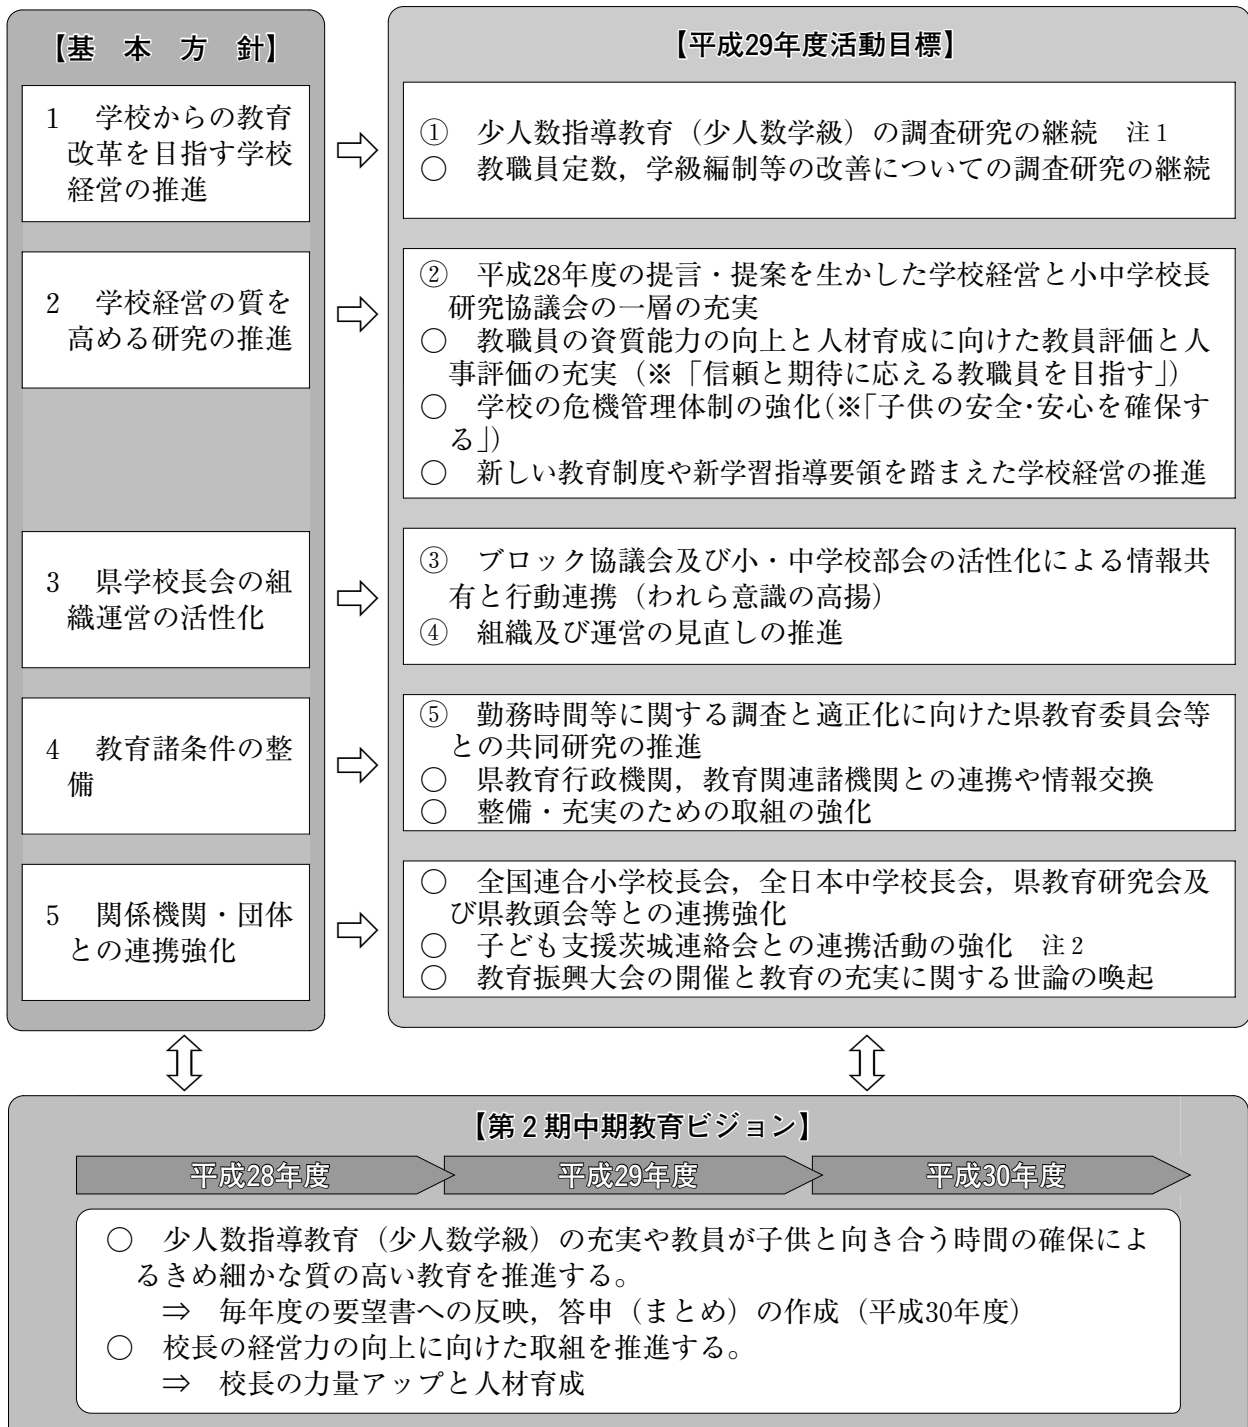 【基 本 方 針】
1 学校からの教育
改革を目指す学校
経営の推進
2 学校経営の質を
高める研究の推進
3 県学校長会の組
織運営の活性化
4 教育諸条件の整
備
5 関係機関・団体
との連携強化
【平成29年度活動目標】
① 少人数指導教育（少人数学級）の調査研究の継続 注1
○ 教職員定数，学級編制等の改善についての調査研究の継続
② 平成28年度の提言・提案を生かした学校経営と小中学校長
研究協議会の一層の充実
○ 教職員の資質能力の向上と人材育成に向けた教員評価と人
事評価の充実（※「信頼と期待に応える教職員を目指す」）
○ 学校の危機管理体制の強化（※「子供の安全・安心を確保す
る」）
○ 新しい教育制度や新学習指導要領を踏まえた学校経営の推進
③ ブロック協議会及び小・中学校部会の活性化による情報共
有と行動連携（われら意識の高揚）
④ 組織及び運営の見直しの推進
⑤ 勤務時間等に関する調査と適正化に向けた県教育委員会等
との共同研究の推進
○ 県教育行政機関，教育関連諸機関との連携や情報交換
○ 整備・充実のための取組の強化
○ 全国連合小学校長会，全日本中学校長会，県教育研究会及
び県教頭会等との連携強化
○ 子ども支援茨城連絡会との連携活動の強化 注2
○ 教育振興大会の開催と教育の充実に関する世論の喚起
【第2期中期教育ビジョン】
平成28年度 平成29年度 平成30年度
○ 少人数指導教育（少人数学級）の充実や教員が子供と向き合う時間の確保によ
るきめ細かな質の高い教育を推進する。
⇒ 毎年度の要望書への反映，答申（まとめ）の作成（平成30年度）
○ 校長の経営力の向上に向けた取組を推進する。
⇒ 校長の力量アップと人材育成